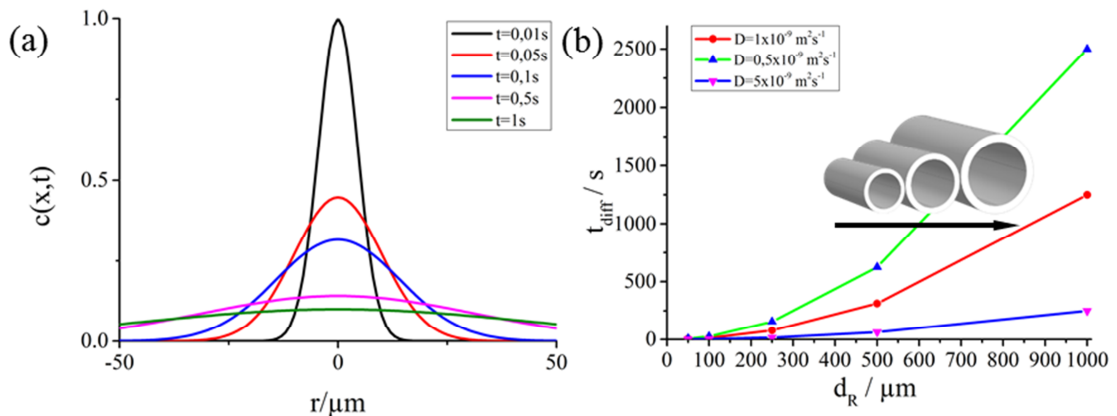 (a)
1.0
0.5
0.0
-50
0
50
c(x,t)
r/µm
t=0,01s
t=0,05s
t=0,1s
t=0,5s
t=1s
(b)
D=1x10⁻⁹ m²s⁻¹
D=0,5x10⁻⁹ m²s⁻¹
D=5x10⁻⁹ m²s⁻¹
2500
2000
1500
1000
500
0
t_diff / s
0 100 200 300 400 500 600 700 800 900 1000
d_R / µm